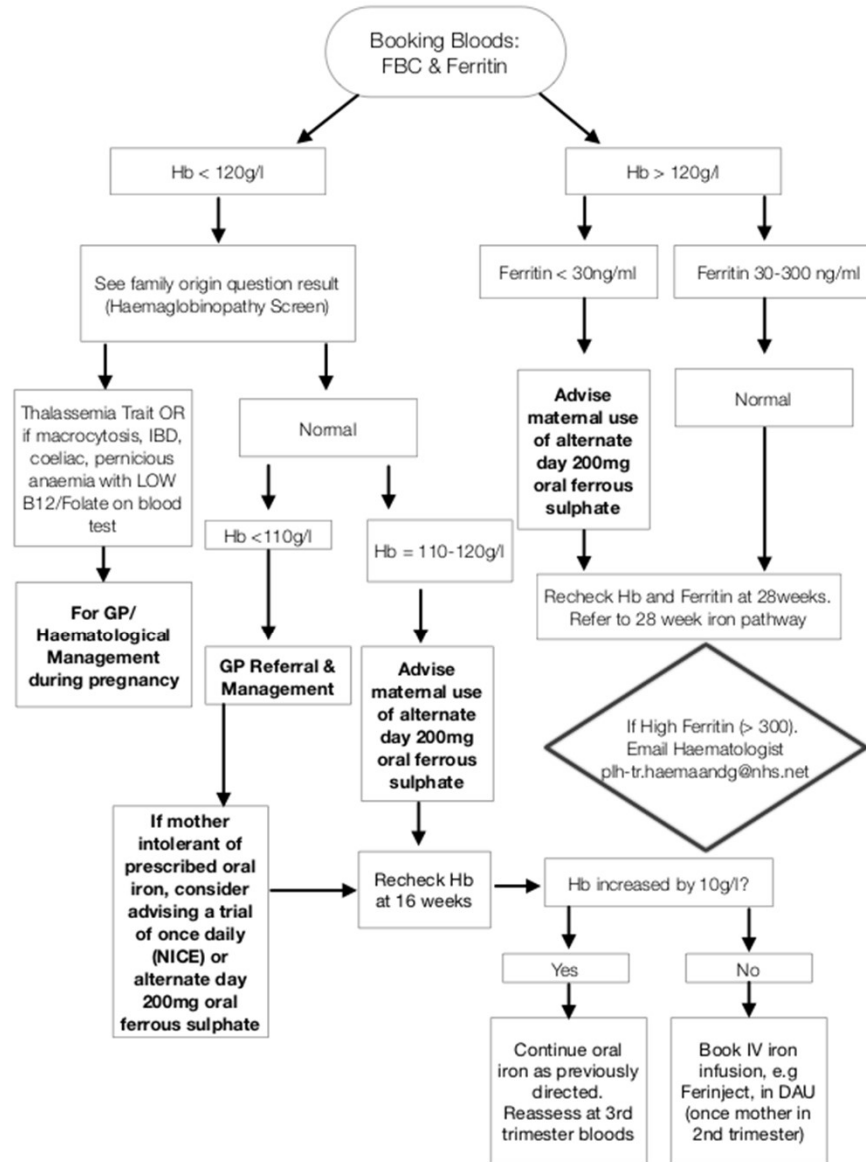 Booking Bloods:
FBC & Ferritin
Hb < 120g/l
Hb > 120g/l
See family origin question result
(Haemaglobinopathy Screen)
Ferritin < 30ng/ml
Ferritin 30-300 ng/ml
Thalassemia Trait OR
if macrocytosis, IBD,
coeliac, pernicious
anaemia with LOW
B12/Folate on blood
test
Normal
Advise
maternal use
of alternate
day 200mg
oral ferrous
sulphate
Normal
Hb <110g/l
Hb = 110-120g/l
For GP/
Haematological
Management
during pregnancy
GP Referral &
Management
Advise
maternal use
of alternate
day 200mg
oral ferrous
sulphate
Recheck Hb and Ferritin at 28weeks.
Refer to 28 week iron pathway
If High Ferritin (> 300).
Email Haematologist
plh-tr.haemaandg@nhs.net
If mother
intolerant of
prescribed oral
iron, consider
advising a trial
of once daily
(NICE) or
alternate day
200mg oral
ferrous sulphate
Recheck Hb
at 16 weeks
Hb increased by 10g/l?
Yes
No
Continue oral
iron as previously
directed.
Reassess at 3rd
trimester bloods
Book IV iron
infusion, e.g
Ferinject, in DAU
(once mother in
2nd trimester)